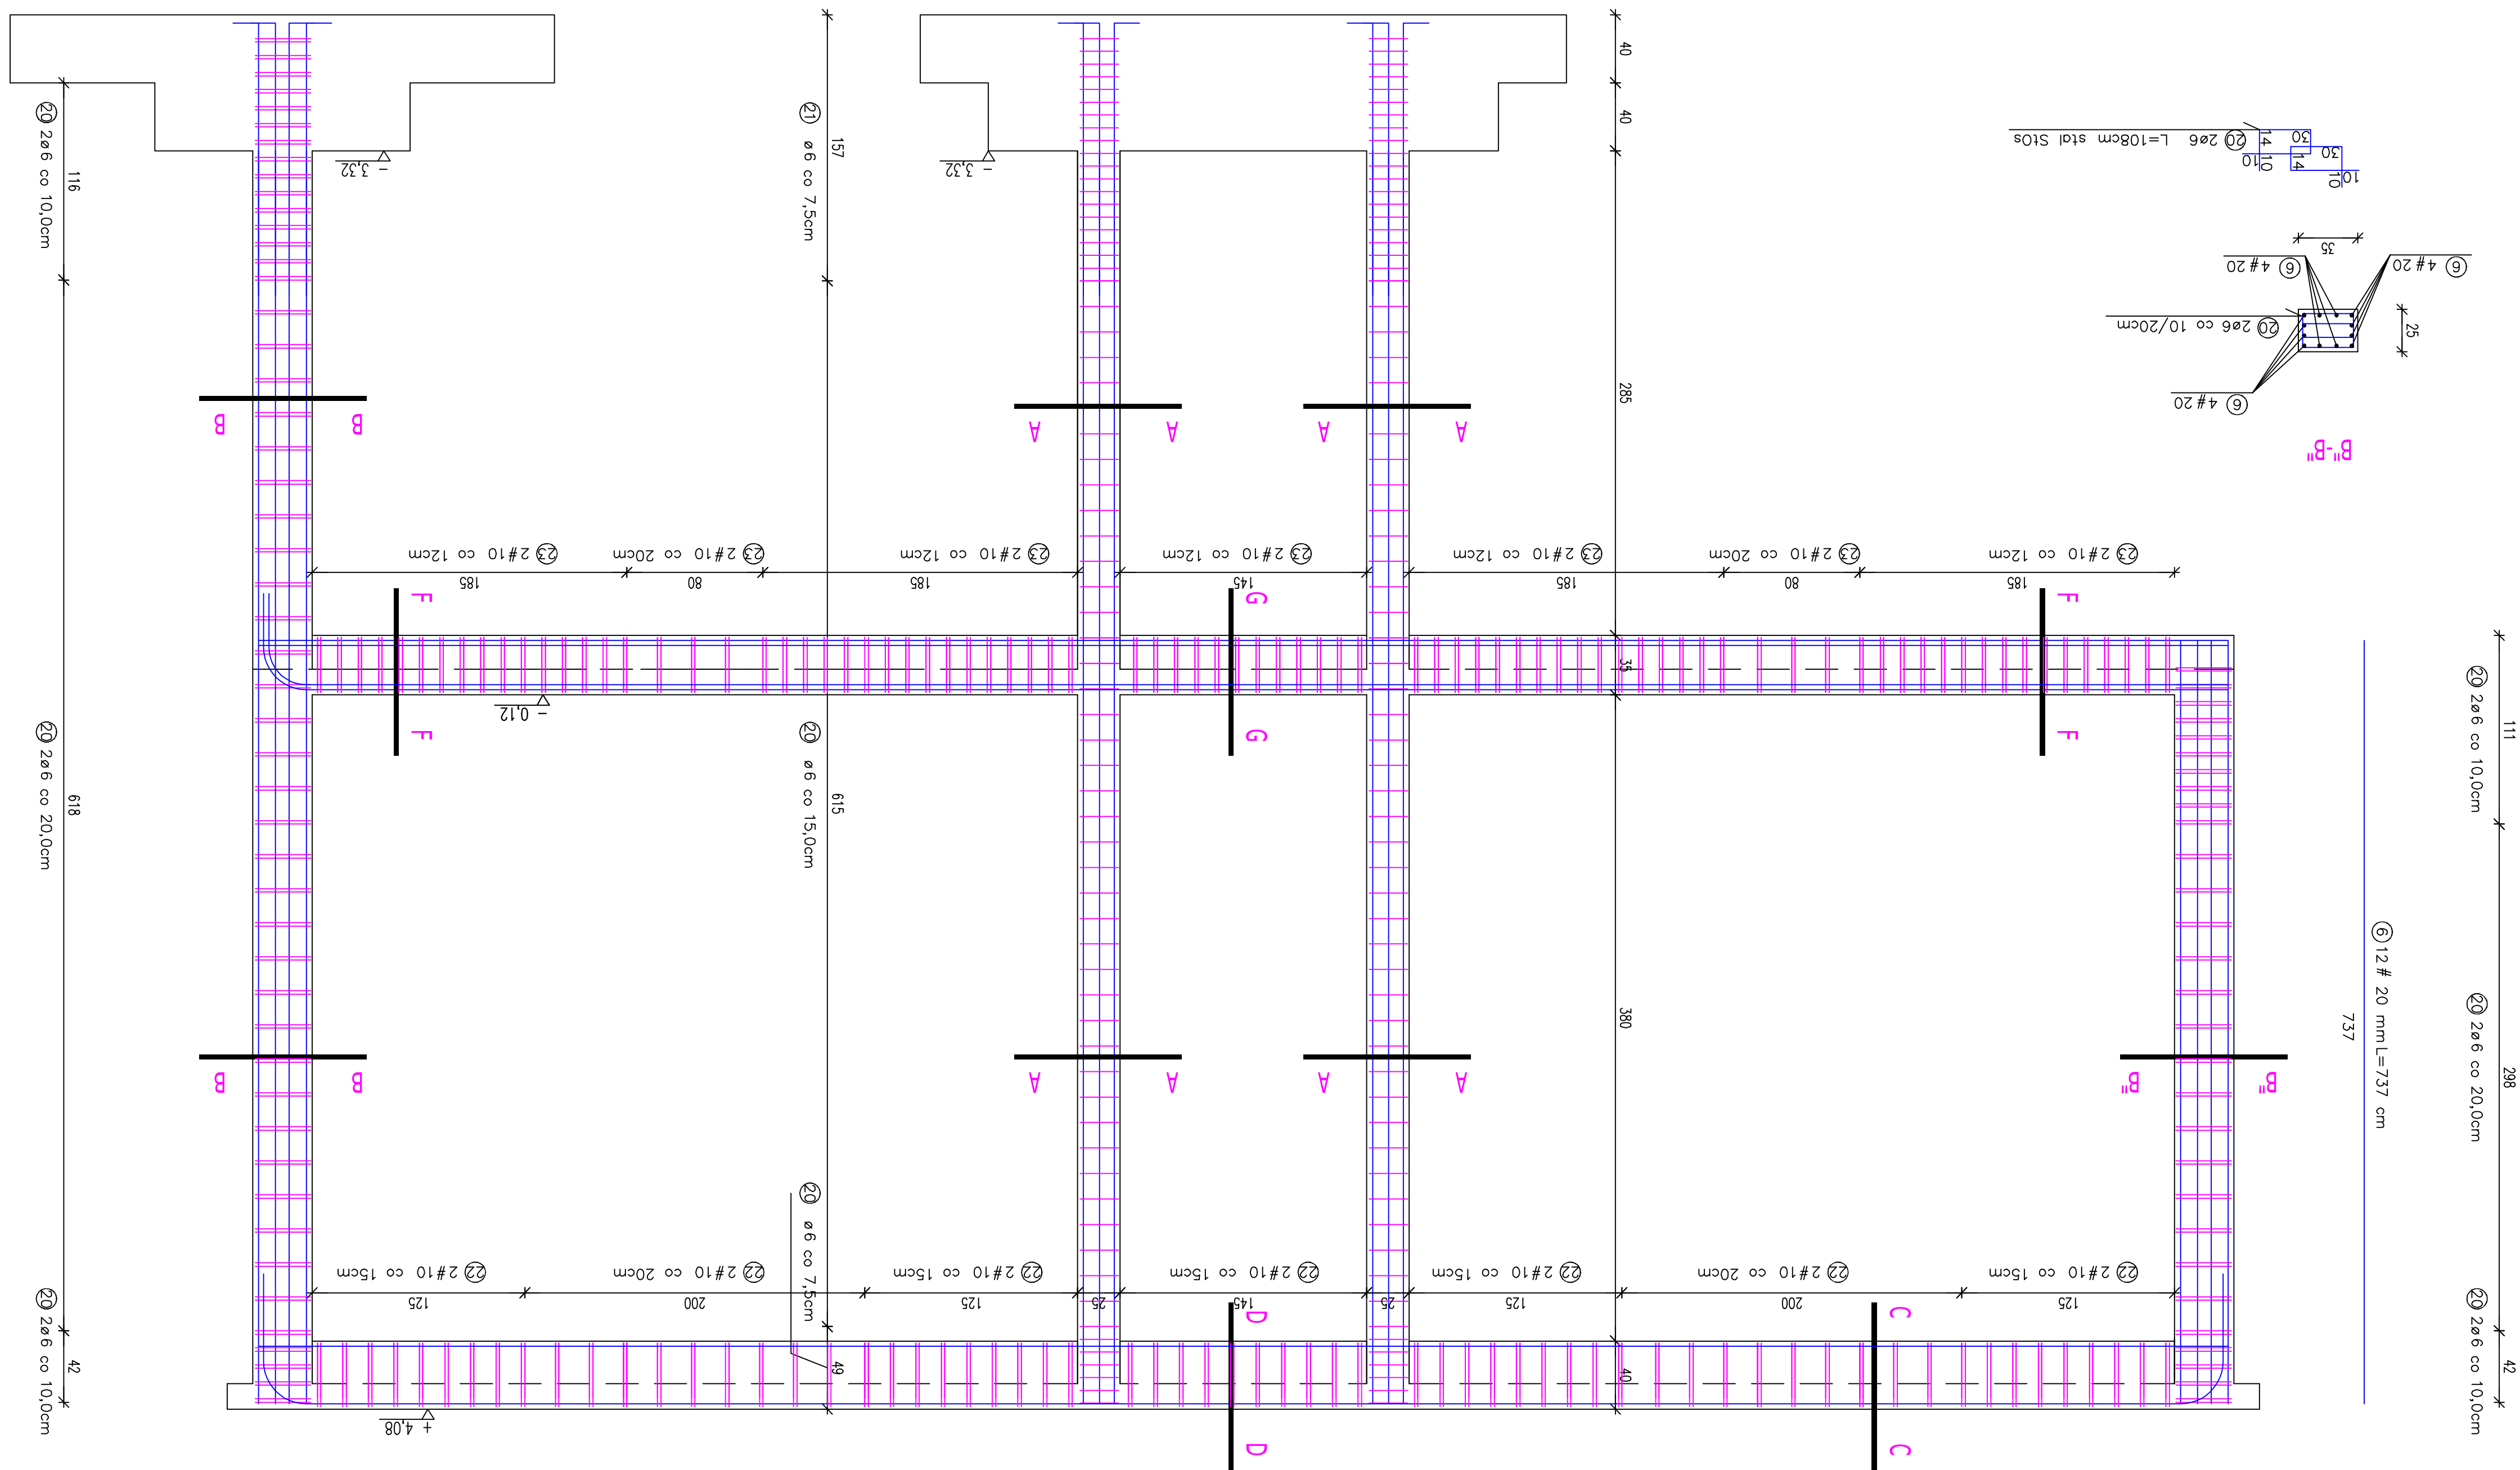 40
40
285
35
380
40
157
615
49
116
618
42
111
298
42
⑳ 2ø6 co 10,0cm
⑳ 2ø6 co 20,0cm
⑳ 2ø6 co 10,0cm
㉑ ø6 co 7,5cm
⑳ ø6 co 15,0cm
⑳ ø6 co 7,5cm
- 3,32
- 3,32
- 0,12
+ 4,08
⑳ 2ø6 L=108cm stal StOs
14
30
10
10
14
30
10
10
35
25
⑥ 4#20
⑥ 4#20
⑳ 2ø6 co 10/20cm
⑥ 4#20
B"-B"
B B
A A
A A
㉓ 2#10 co 12cm
㉓ 2#10 co 20cm
㉓ 2#10 co 12cm
㉓ 2#10 co 12cm
㉓ 2#10 co 12cm
㉓ 2#10 co 20cm
㉓ 2#10 co 12cm
185
80
185
145
185
80
185
F
F
G
G
F
F
⑳ 2ø6 co 10,0cm
⑳ 2ø6 co 20,0cm
⑳ 2ø6 co 10,0cm
⑥ 12 # 20 mm L=737 cm
737
B B
A A
A A
B" B"
㉒ 2#10 co 15cm
㉒ 2#10 co 20cm
㉒ 2#10 co 15cm
㉒ 2#10 co 15cm
㉒ 2#10 co 15cm
㉒ 2#10 co 20cm
㉒ 2#10 co 15cm
125
200
125
25
145
25
125
200
125
D
D
C
C